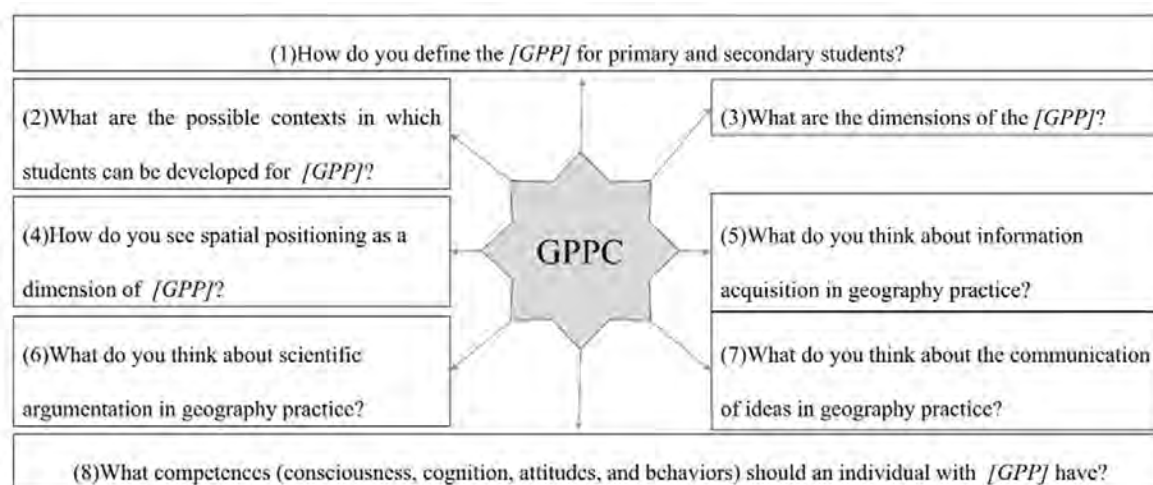 (1)How do you define the [GPP] for primary and secondary students?
(2)What are the possible contexts in which
students can be developed for [GPP]?
(3)What are the dimensions of the [GPP]?
(4)How do you see spatial positioning as a
dimension of [GPP]?
GPPC
(5)What do you think about information
acquisition in geography practice?
(6)What do you think about scientific
argumentation in geography practice?
(7)What do you think about the communication
of ideas in geography practice?
(8)What competences (consciousness, cognition, attitudes, and behaviors) should an individual with [GPP] have?